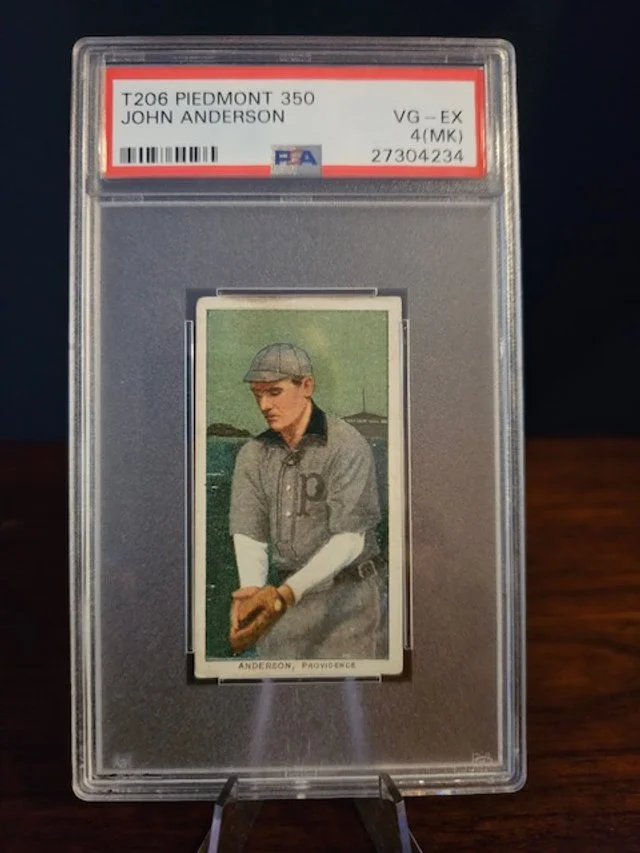 T206 PIEDMONT 350
JOHN ANDERSON
VG – EX
4(MK)
PSA
27304234
P
ANDERSON, PROVIDENCE